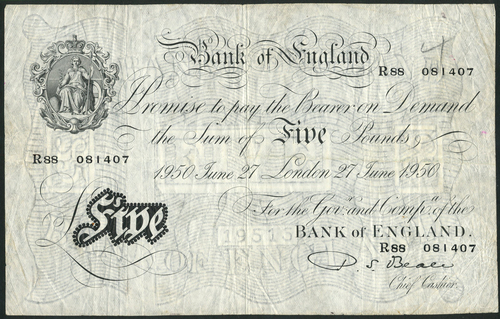 Bank of England
R88 081407
I Promise to pay the Bearer on Demand
the Sum of Five Pounds
R88 081407
1950 June 27 London 27 June 1950
For the Gov.r and Comp.a of the
Five
BANK of ENGLAND.
R88 081407
P. S. Beale
Chief Cashier.